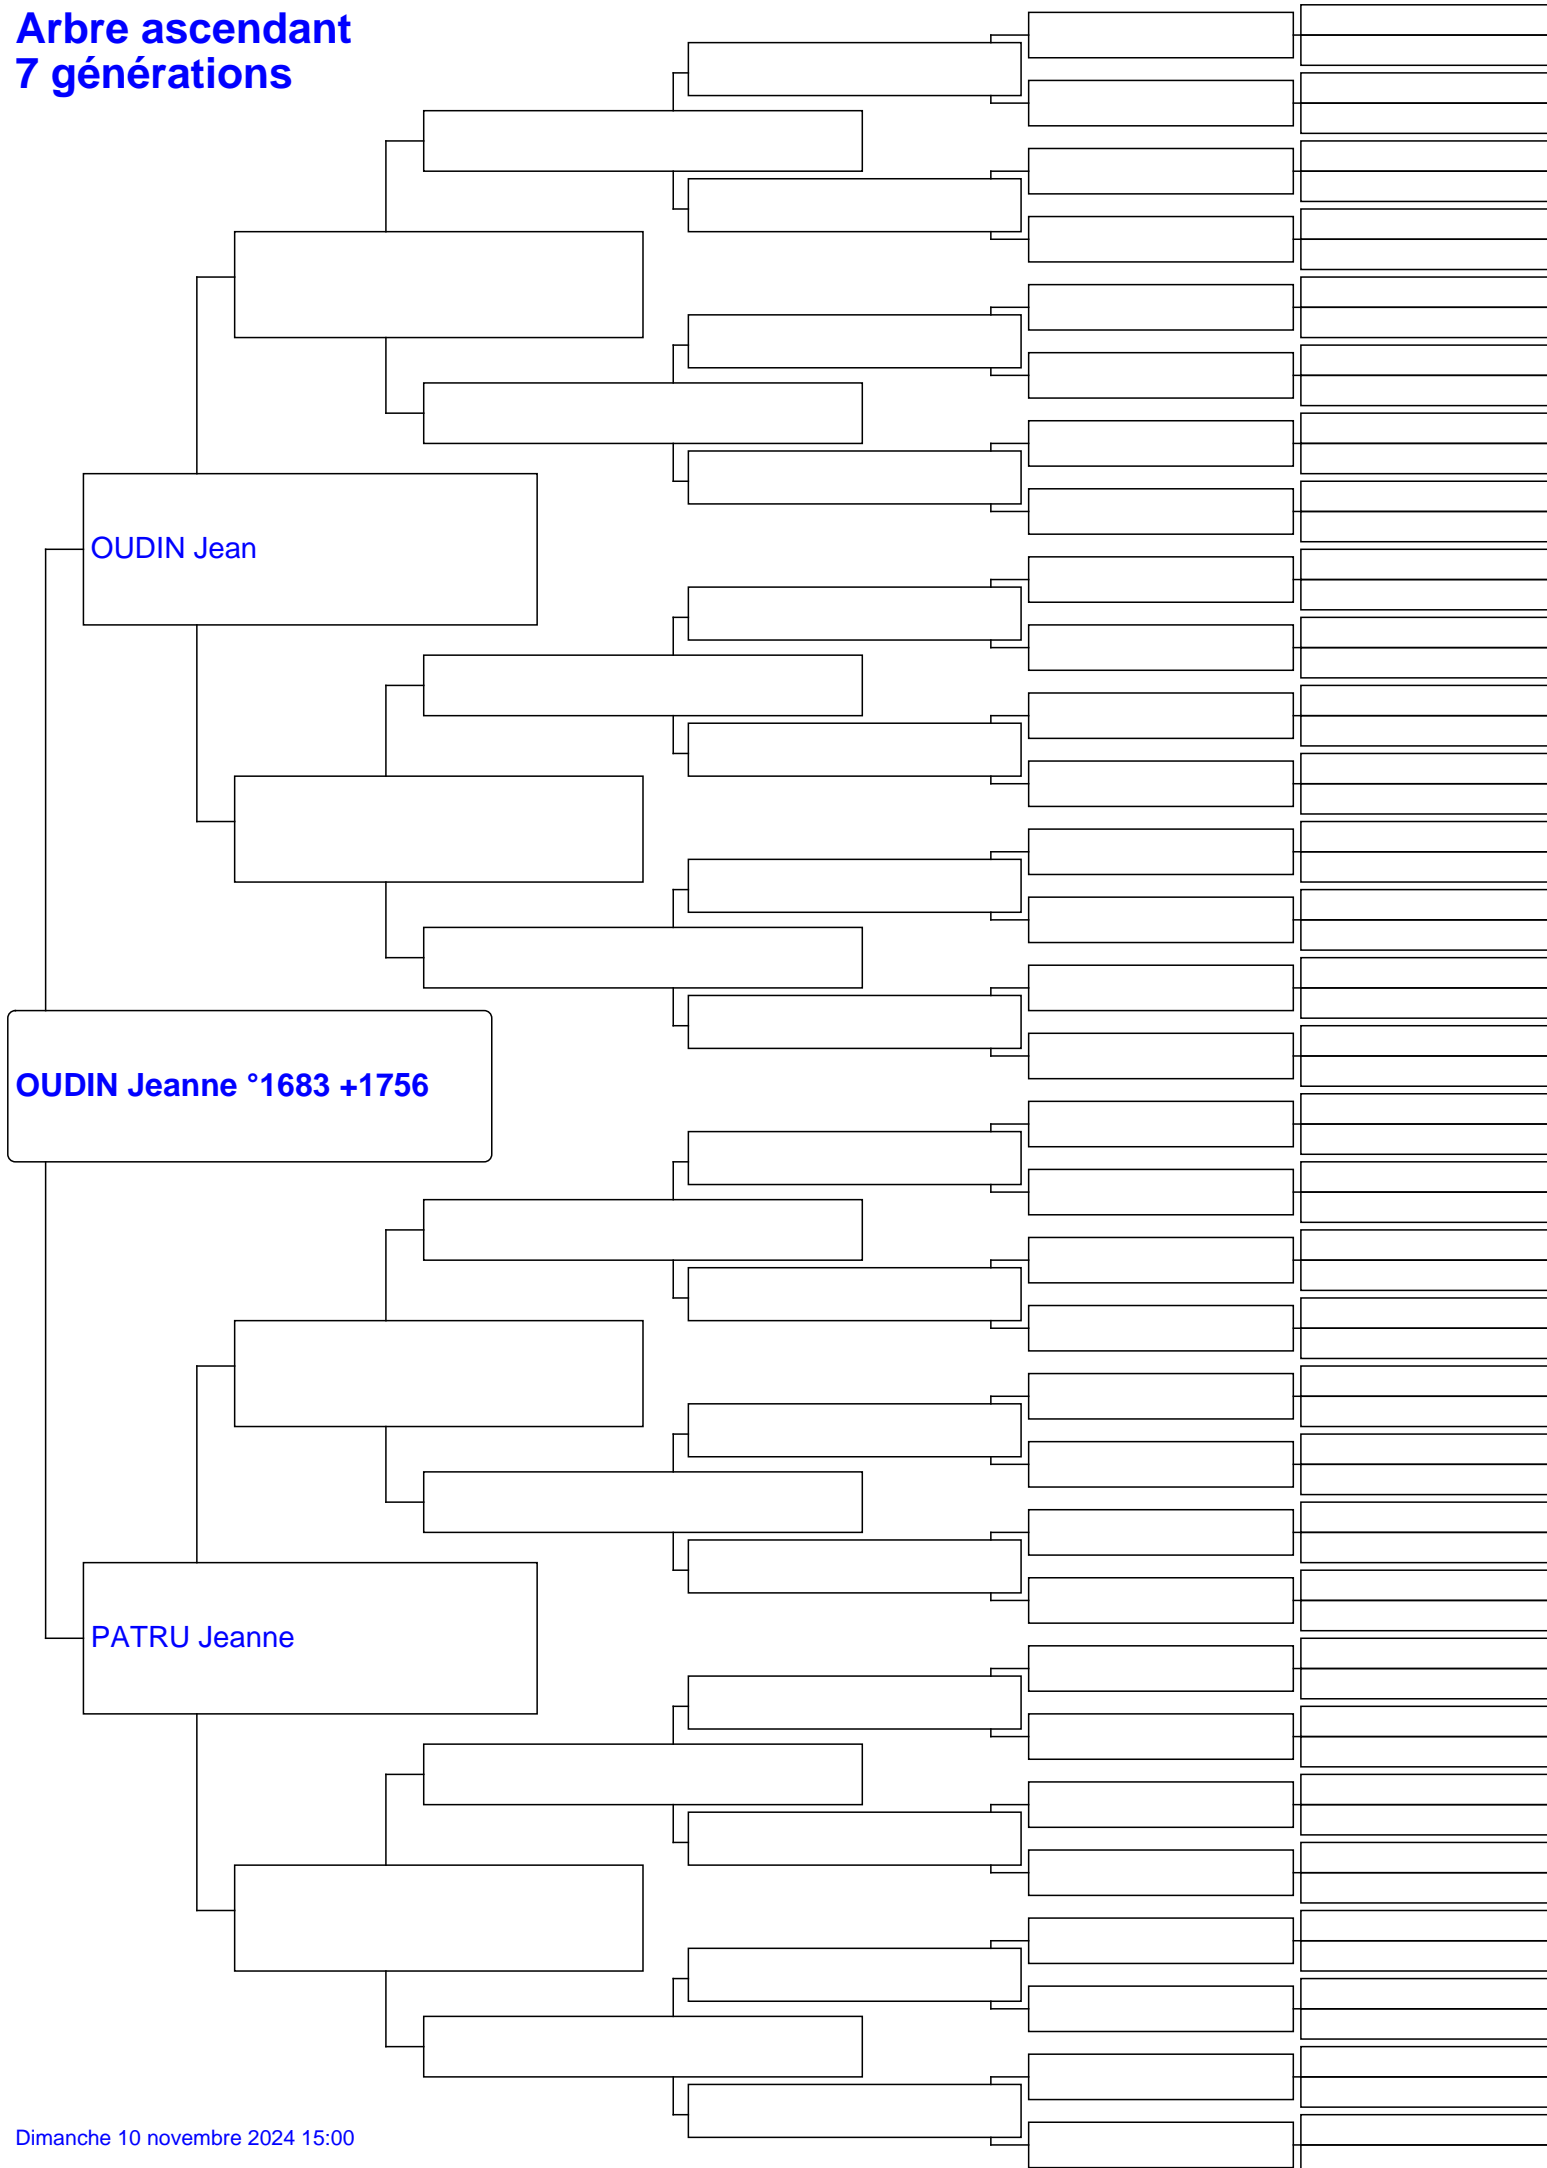 Arbre ascendant
7 générations
OUDIN Jean
OUDIN Jeanne °1683 +1756
PATRU Jeanne
Dimanche 10 novembre 2024 15:00